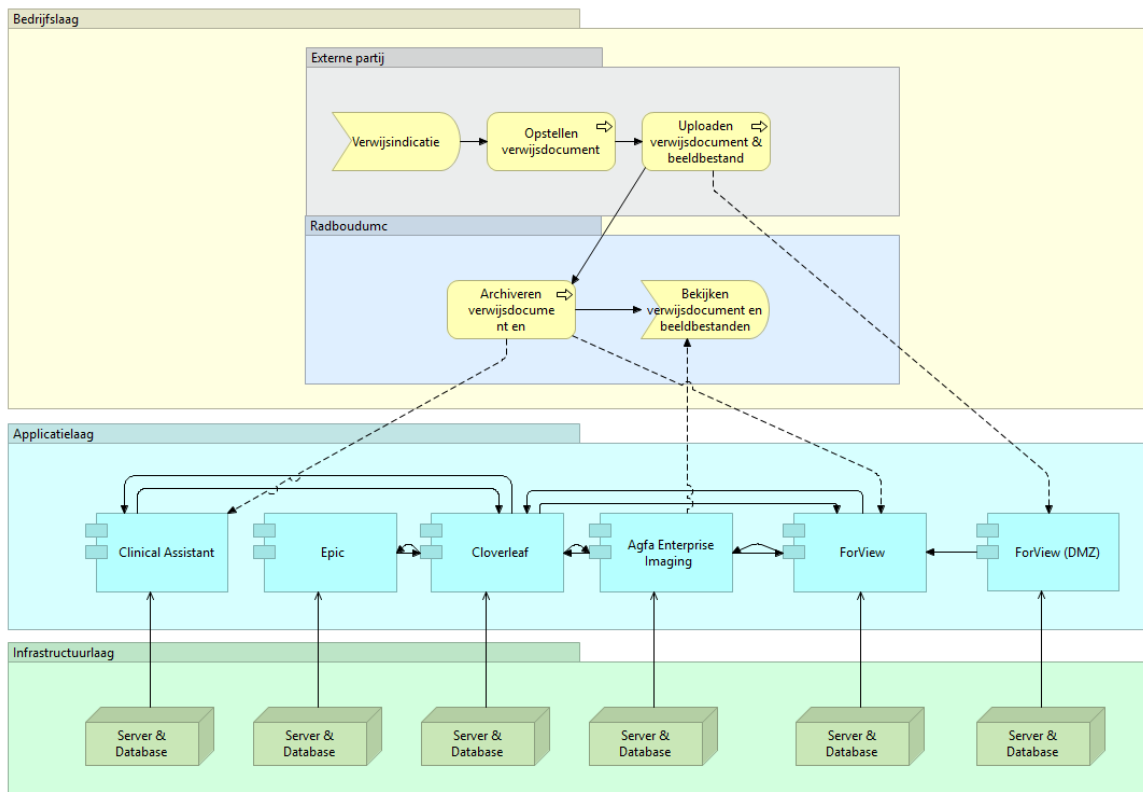 Bedrijfslaag
Externe partij
Verwijsindicatie
Opstellen
verwijsdocument
Uploaden
verwijsdocument &
beeldbestand
Radboudumc
Archiveren
verwijsdocume
nt en
Bekijken
verwijsdocument en
beeldbestanden
Applicatielaag
Clinical Assistant
Epic
Cloverleaf
Agfa Enterprise
Imaging
ForView
ForView (DMZ)
Infrastructuurlaag
Server &
Database
Server &
Database
Server &
Database
Server &
Database
Server &
Database
Server &
Database